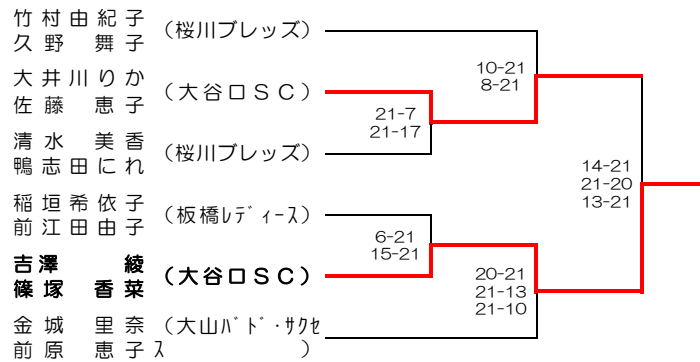 竹村由紀子 (桜川ブレッズ)
久野 舞子
10-21
8-21
大井川りか (大谷口SC)
佐藤 恵子
21-7
21-17
清水 美香 (桜川ブレッズ)
鴨志田にれ
14-21
21-20
13-21
稲垣希依子 (板橋ﾚﾃﾞｨｰｽ)
前江田由子
6-21
15-21
吉澤 綾 (大谷口SC)
篠塚 香菜
20-21
21-13
21-10
金城 里奈 (大山ﾊﾞﾄﾞ・ｻｸｾ
前原 恵子 ｽ )